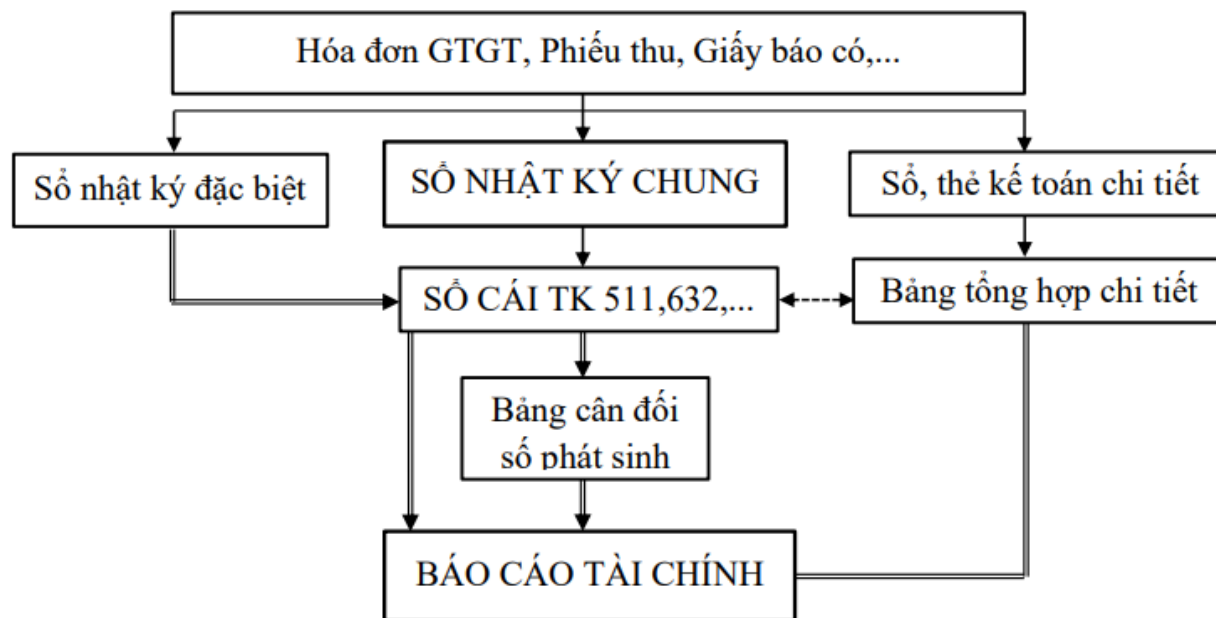 Hóa đơn GTGT, Phiếu thu, Giấy báo có,...
Sổ nhật ký đặc biệt
SỔ NHẬT KÝ CHUNG
Sổ, thẻ kế toán chi tiết
SỔ CÁI TK 511,632,...
Bảng tổng hợp chi tiết
Bảng cân đối
số phát sinh
BÁO CÁO TÀI CHÍNH